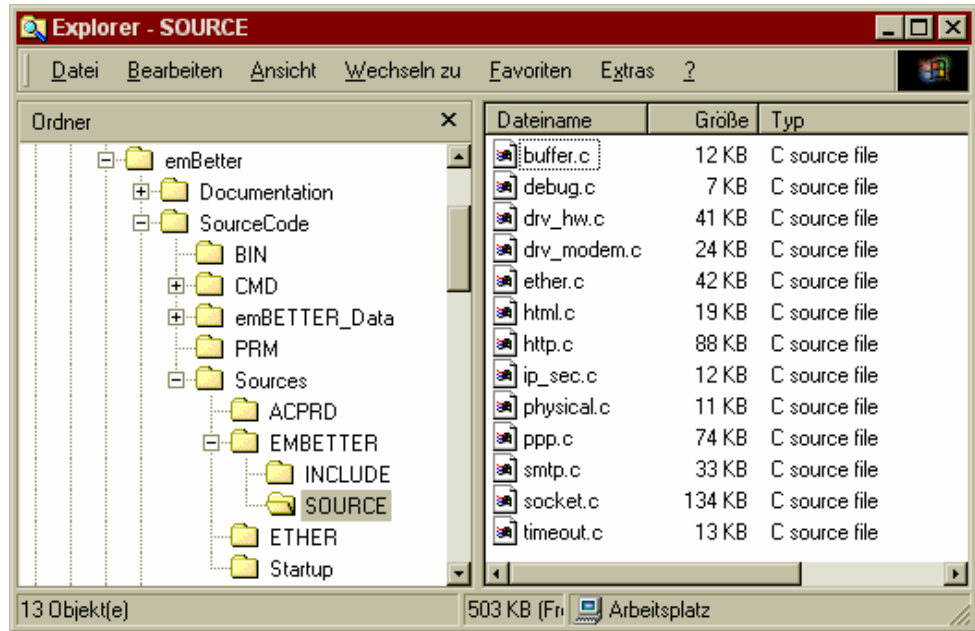 Explorer - SOURCE
Datei Bearbeiten Ansicht Wechseln zu Favoriten Extras ?
Ordner
emBetter
Documentation
SourceCode
BIN
CMD
emBETTER_Data
PRM
Sources
ACPRD
EMBETTER
INCLUDE
SOURCE
ETHER
Startup
Dateiname Größe Typ
buffer.c 12 KB C source file
debug.c 7 KB C source file
drv_hw.c 41 KB C source file
drv_modem.c 24 KB C source file
ether.c 42 KB C source file
html.c 19 KB C source file
http.c 88 KB C source file
ip_sec.c 12 KB C source file
physical.c 11 KB C source file
ppp.c 74 KB C source file
smtp.c 33 KB C source file
socket.c 134 KB C source file
timeout.c 13 KB C source file
13 Objekt(e) 503 KB (Fr Arbeitsplatz